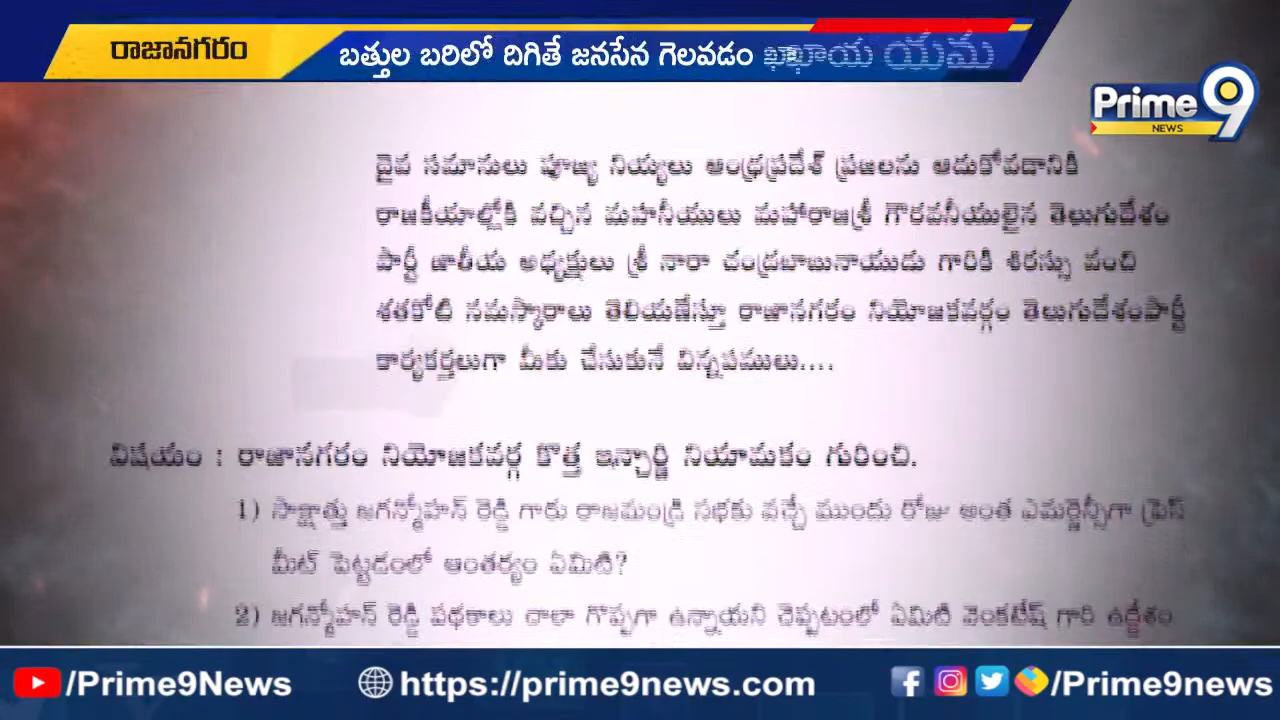 రాజానగరం
బత్తుల బరిలో దిగితే జనసేన గెలవడం
Prime9
NEWS
దైవ సమానులు పూజ్య నియ్యలు ఆంధ్రప్రదేశ్ ప్రజలను ఆదుకోవడానికి
రాజకీయాల్లోకి వచ్చిన మహనీయులు మహారాజశ్రీ గౌరవనీయులైన తెలుగుదేశం
పార్టీ జాతీయ అధ్యక్షులు శ్రీ నారా చంద్రబాబునాయుడు గారికి శిరస్సు వంచి
శతకోటి నమస్కారాలు తెలియజేస్తూ రాజానగరం నియోజకవర్గం తెలుగుదేశంపార్టీ
కార్యకర్తలుగా మీకు చేసుకునే విన్నపములు....
విషయం : రాజానగరం నియోజకవర్గ కొత్త ఇన్చార్జి నియామకం గురించి.
1) సాక్షాత్తు జగన్మోహన్ రెడ్డి గారు రాజమండ్రి సభకు వచ్చే ముందు రోజు అంత ఎమర్జెన్సీగా ప్రెస్
మీట్ పెట్టడంలో ఆంతర్యం ఏమిటి?
2) జగన్మోహన్ రెడ్డి పథకాలు చాలా గొప్పగా ఉన్నాయని చెప్పటంలో ఏమిటి వెంకటేష్ గారి ఉద్దేశం
/Prime9News
https://prime9news.com
/Prime9news